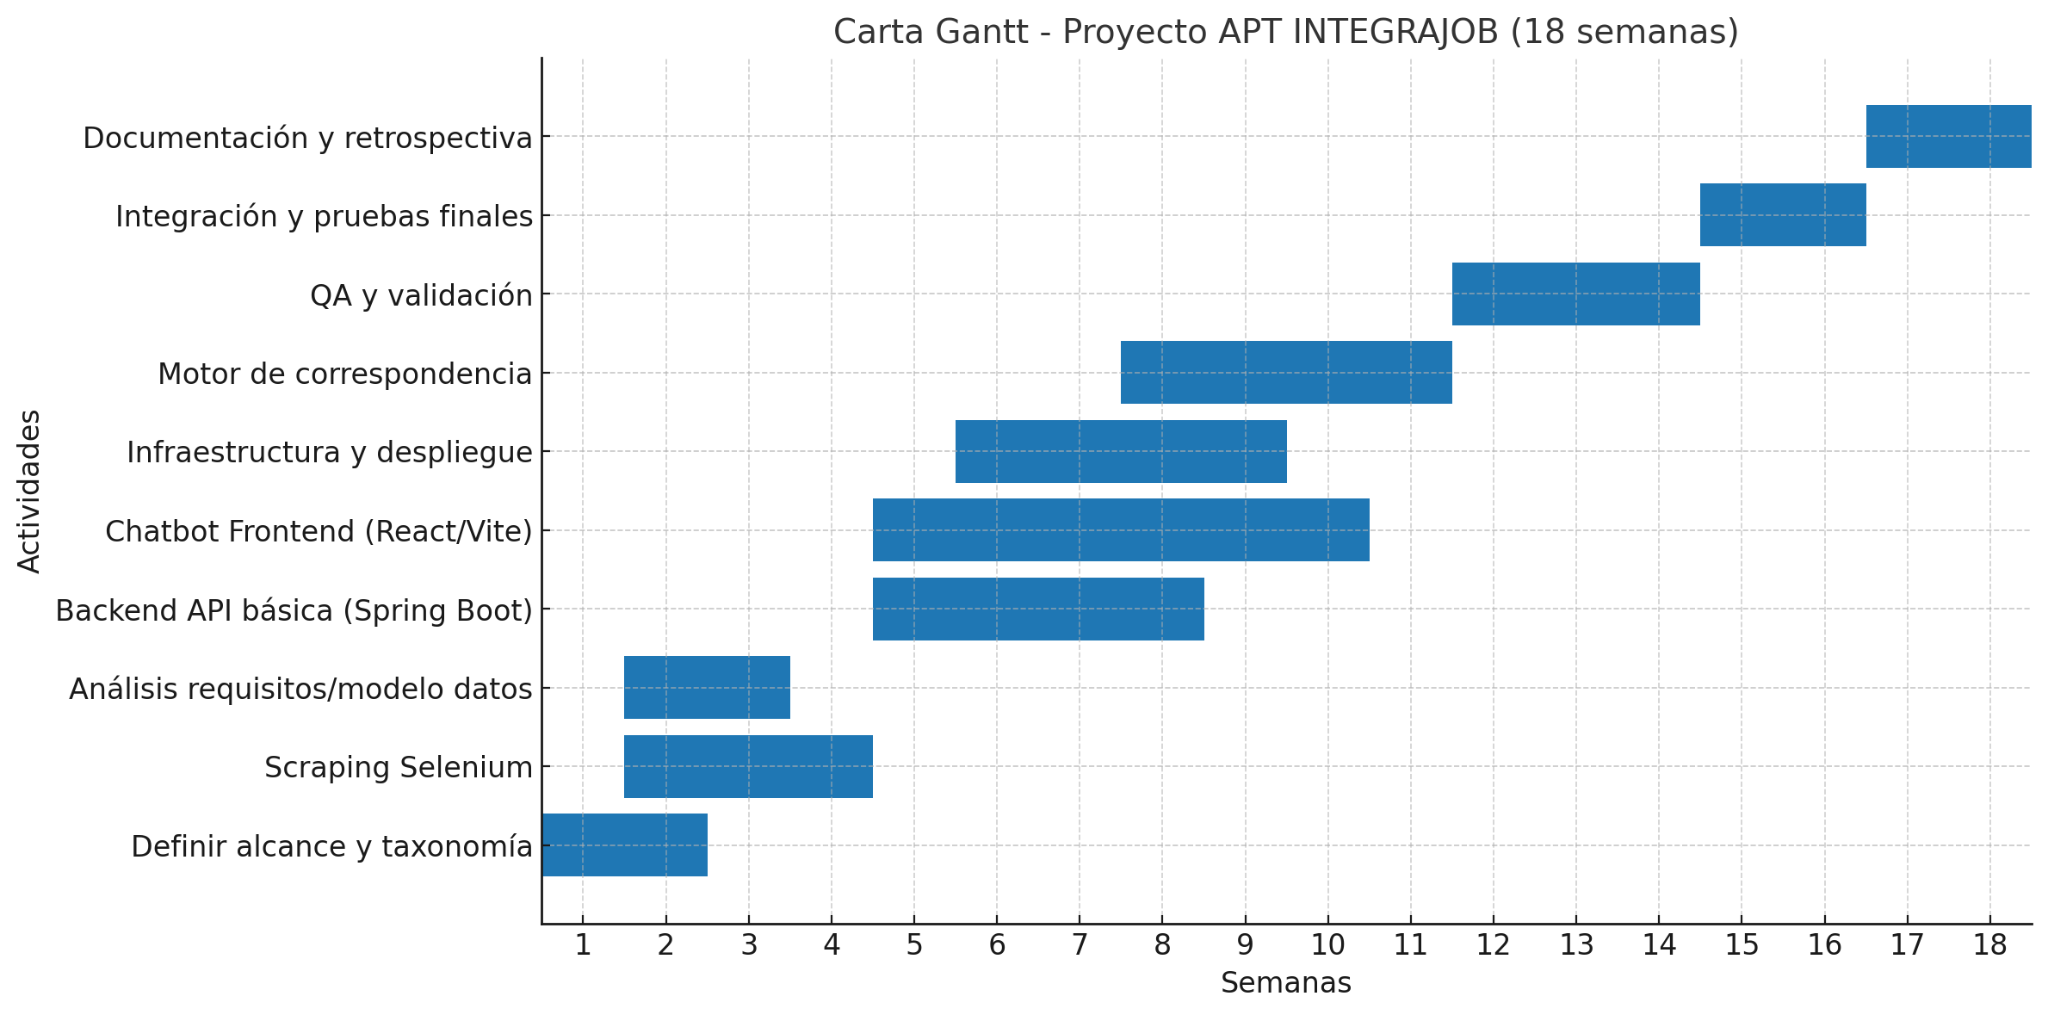 Carta Gantt - Proyecto APT INTEGRAJOB (18 semanas)
Actividades
Documentación y retrospectiva
Integración y pruebas finales
QA y validación
Motor de correspondencia
Infraestructura y despliegue
Chatbot Frontend (React/Vite)
Backend API básica (Spring Boot)
Análisis requisitos/modelo datos
Scraping Selenium
Definir alcance y taxonomía
1 2 3 4 5 6 7 8 9 10 11 12 13 14 15 16 17 18
Semanas